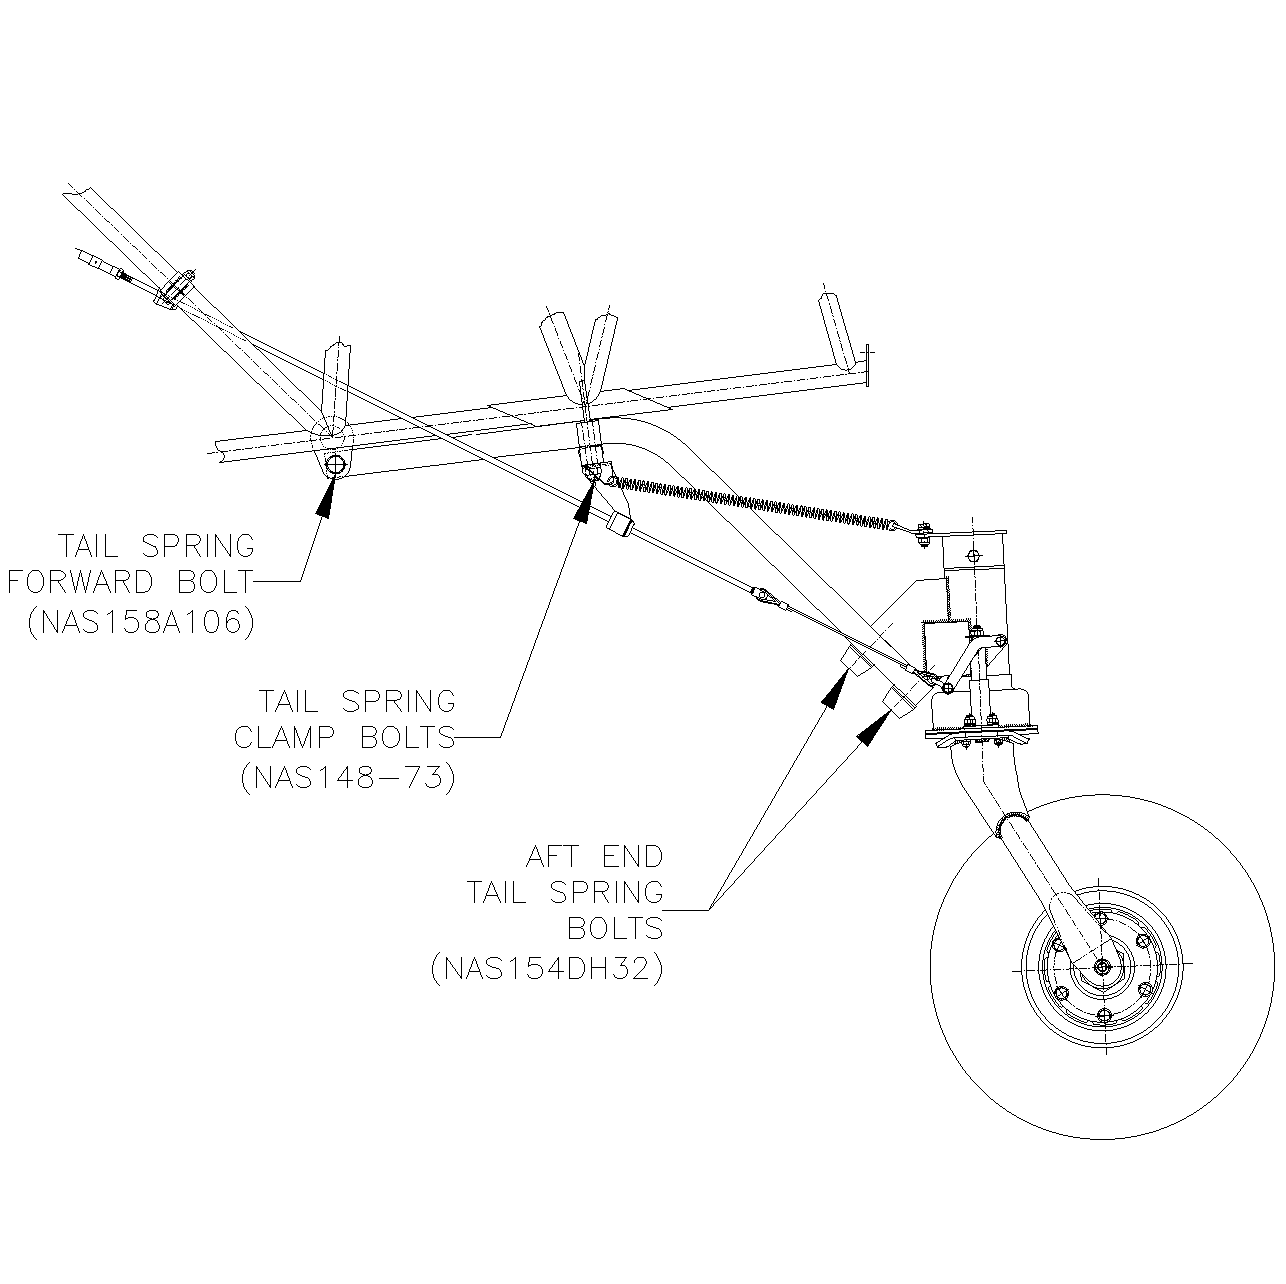 TAIL SPRING
FORWARD BOLT
(NAS158A106)
TAIL SPRING
CLAMP BOLTS
(NAS148-73)
AFT END
TAIL SPRING
BOLTS
(NAS154DH32)